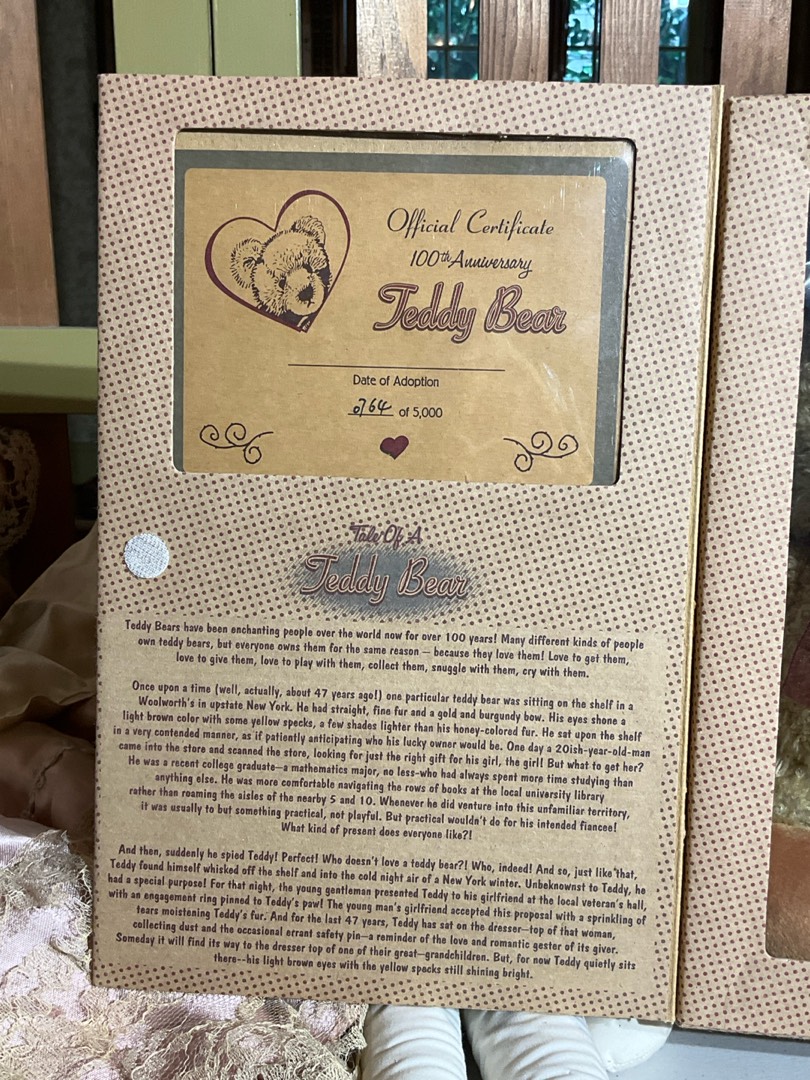 Official Certificate
100th Anniversary
Teddy Bear
Date of Adoption
0764 of 5,000
Tale Of A
Teddy Bear
Teddy Bears have been enchanting people over the world now for over 100 years! Many different kinds of people
own teddy bears, but everyone owns them for the same reason – because they love them! Love to get them,
love to give them, love to play with them, collect them, snuggle with them, cry with them.
Once upon a time (well, actually, about 47 years ago!) one particular teddy bear was sitting on the shelf in a
Woolworth's in upstate New York. He had straight, fine fur and a gold and burgundy bow. His eyes shone a
light brown color with some yellow specks, a few shades lighter than his honey-colored fur. He sat upon the shelf
in a very contended manner, as if patiently anticipating who his lucky owner would be. One day a 20ish-year-old-man
came into the store and scanned the store, looking for just the right gift for his girl, the girl! But what to get her?
He was a recent college graduate—a mathematics major, no less-who had always spent more time studying than
anything else. He was more comfortable navigating the rows of books at the local university library
rather than roaming the aisles of the nearby 5 and 10. Whenever he did venture into this unfamiliar territory,
it was usually to but something practical, not playful. But practical wouldn't do for his intended fiancee!
What kind of present does everyone like?!
And then, suddenly he spied Teddy! Perfect! Who doesn't love a teddy bear?! Who, indeed! And so, just like that,
Teddy found himself whisked off the shelf and into the cold night air of a New York winter. Unbeknownst to Teddy, he
had a special purpose! For that night, the young gentleman presented Teddy to his girlfriend at the local veteran's hall,
with an engagement ring pinned to Teddy's paw! The young man's girlfriend accepted this proposal with a sprinkling of
tears moistening Teddy's fur. And for the last 47 years, Teddy has sat on the dresser—top of that woman,
collecting dust and the occasional errant safety pin—a reminder of the love and romantic gester of its giver.
Someday it will find its way to the dresser top of one of their great—grandchildren. But, for now Teddy quietly sits
there--his light brown eyes with the yellow specks still shining bright.